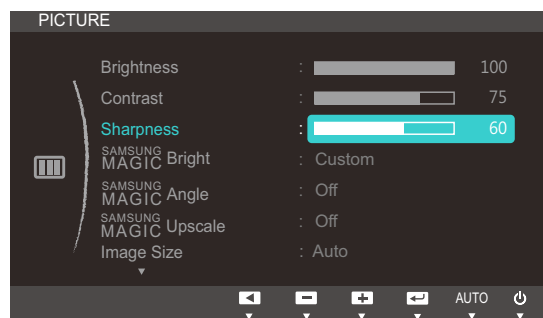 PICTURE
Brightness : 100
Contrast : 75
Sharpness : 60
SAMSUNG MAGIC Bright : Custom
SAMSUNG MAGIC Angle : Off
SAMSUNG MAGIC Upscale : Off
Image Size : Auto
AUTO